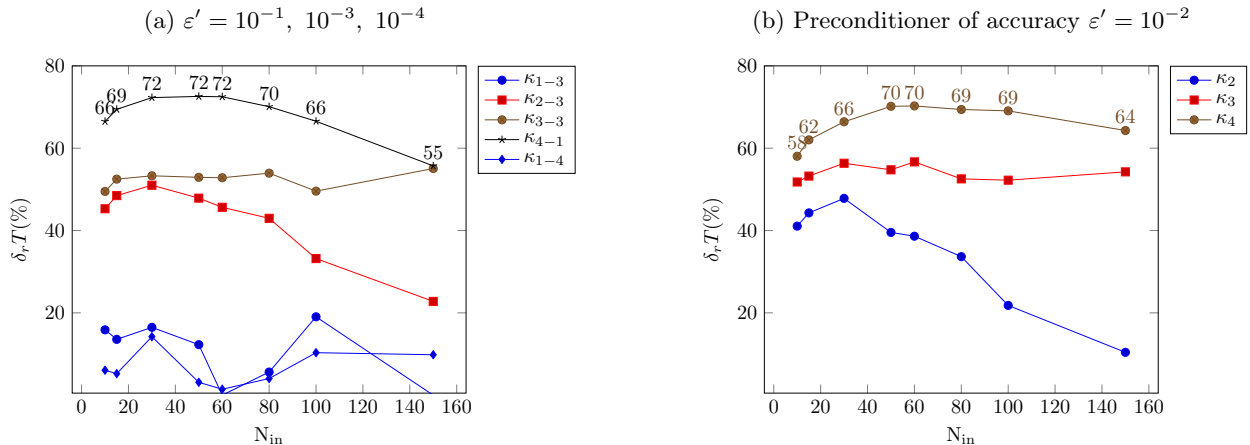 (a) ε′ = 10⁻¹, 10⁻³, 10⁻⁴
80
60
40
20
0 20 40 60 80 100 120 140 160
δᵣT(%)
N_in
66 69 72 72 72 70 66 55
κ₁₋₃
κ₂₋₃
κ₃₋₃
κ₄₋₁
κ₁₋₄
(b) Preconditioner of accuracy ε′ = 10⁻²
80
60
40
20
0 20 40 60 80 100 120 140 160
δᵣT(%)
N_in
58 62 66 70 70 69 69 64
κ₂
κ₃
κ₄